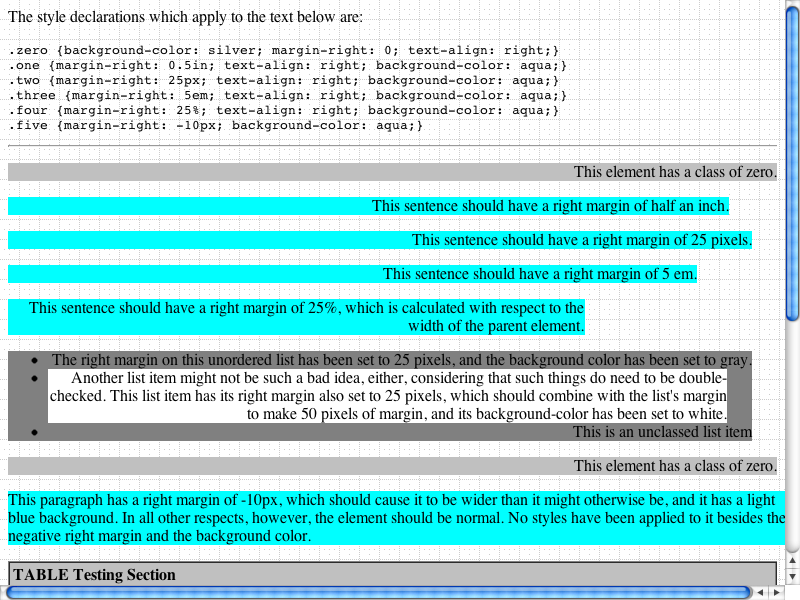 The style declarations which apply to the text below are:
.zero {background-color: silver; margin-right: 0; text-align: right;}
.one {margin-right: 0.5in; text-align: right; background-color: aqua;}
.two {margin-right: 25px; text-align: right; background-color: aqua;}
.three {margin-right: 5em; text-align: right; background-color: aqua;}
.four {margin-right: 25%; text-align: right; background-color: aqua;}
.five {margin-right: -10px; background-color: aqua;}
This element has a class of zero.
This sentence should have a right margin of half an inch.
This sentence should have a right margin of 25 pixels.
This sentence should have a right margin of 5 em.
This sentence should have a right margin of 25%, which is calculated with respect to the
width of the parent element.
• The right margin on this unordered list has been set to 25 pixels, and the background color has been set to gray.
• Another list item might not be such a bad idea, either, considering that such things do need to be double-
checked. This list item has its right margin also set to 25 pixels, which should combine with the list's margin
to make 50 pixels of margin, and its background-color has been set to white.
• This is an unclassed list item
This element has a class of zero.
This paragraph has a right margin of -10px, which should cause it to be wider than it might otherwise be, and it has a light
blue background. In all other respects, however, the element should be normal. No styles have been applied to it besides the
negative right margin and the background color.
TABLE Testing Section